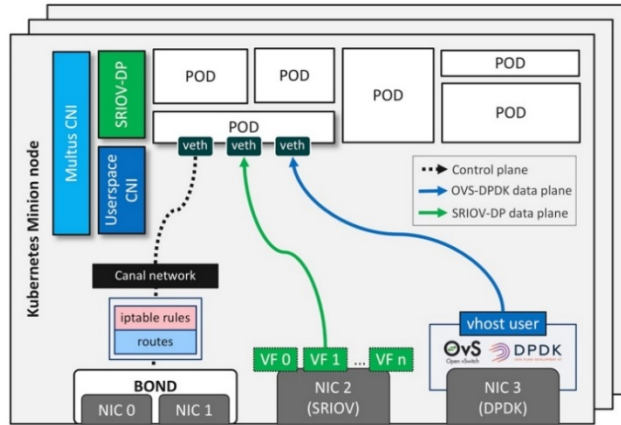 Kubernetes Minion node
Multus CNI
SRIOV-DP
Userspace
CNI
POD
POD
POD
POD
POD
POD
veth
veth
veth
Control plane
OVS-DPDK data plane
SRIOV-DP data plane
Canal network
iptable rules
routes
BOND
NIC 0
NIC 1
VF 0
VF 1
...
VF n
NIC 2
(SRIOV)
vhost user
OvS
Open vSwitch
DPDK
NIC 3
(DPDK)